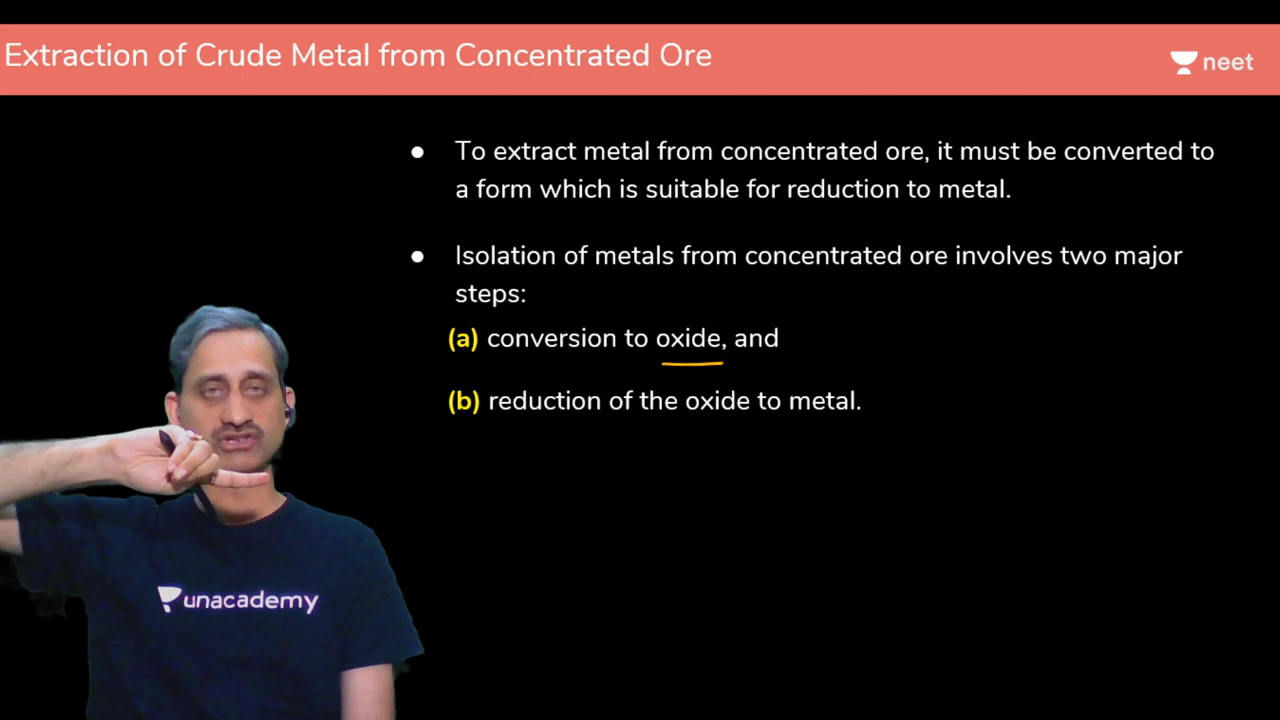 Extraction of Crude Metal from Concentrated Ore
neet
● To extract metal from concentrated ore, it must be converted to
a form which is suitable for reduction to metal.
● Isolation of metals from concentrated ore involves two major
steps:
(a) conversion to oxide, and
(b) reduction of the oxide to metal.
unacademy